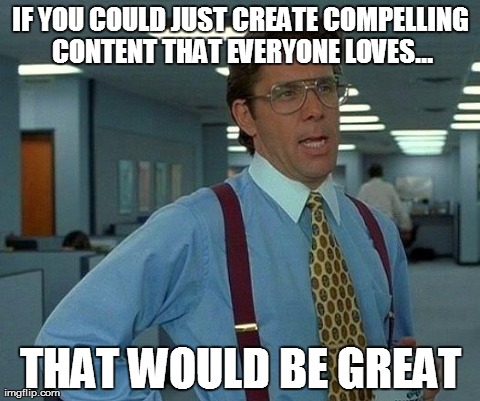 IF YOU COULD JUST CREATE COMPELLING
CONTENT THAT EVERYONE LOVES...
THAT WOULD BE GREAT
imgflip.com